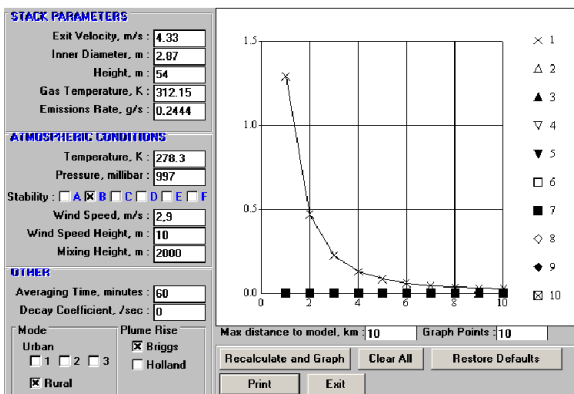 STACK PARAMETERS
Exit Velocity, m/s : 4.33
Inner Diameter, m : 2.87
Height, m : 54
Gas Temperature, K : 312.15
Emissions Rate, g/s : 0.2444
ATMOSPHERIC CONDITIONS
Temperature, K : 278.3
Pressure, millibar : 997
Stability : A B C D E F
Wind Speed, m/s : 2,9
Wind Speed Height, m : 10
Mixing Height, m : 2000
OTHER
Averaging Time, minutes : 60
Decay Coefficient, /sec : 0
Mode
Urban
1 2 3
Rural
Plume Rise
Briggs
Holland
1.5
1.0
0.5
0.0
0 2 4 6 8 10
1
2
3
4
5
6
7
8
9
10
Max distance to model, km : 10 Graph Points : 10
Recalculate and Graph Clear All Restore Defaults
Print Exit